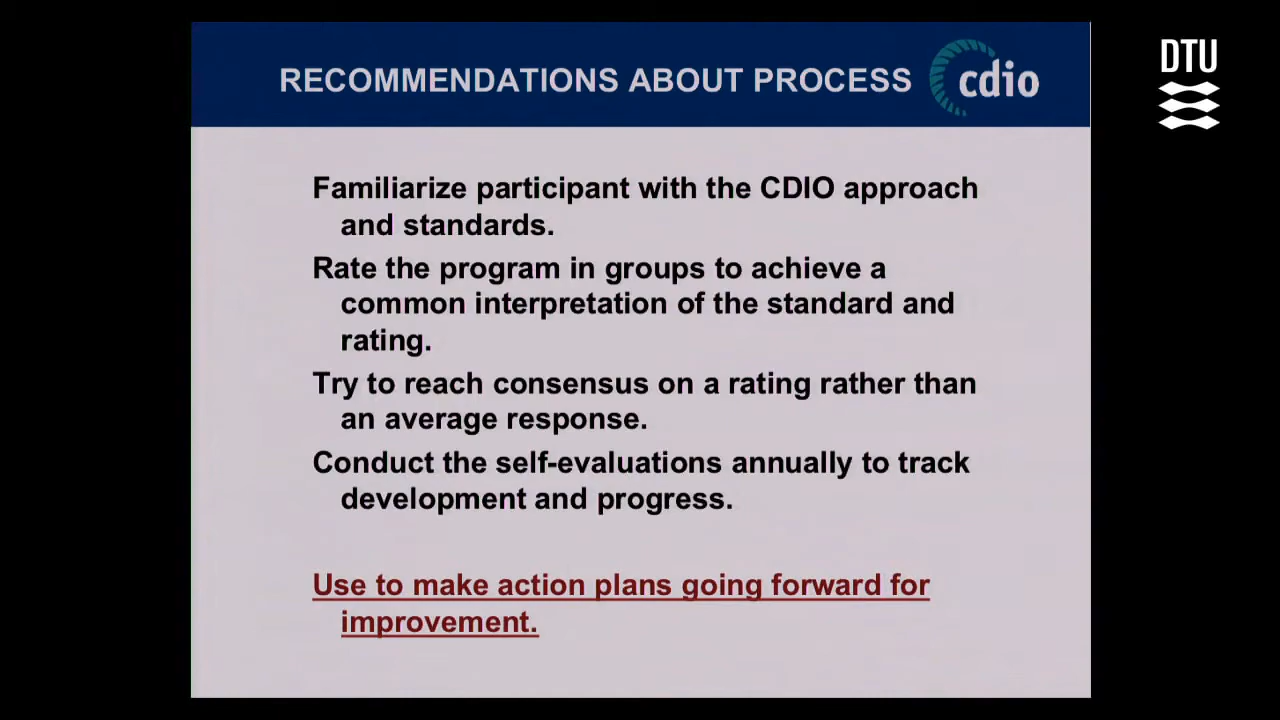 RECOMMENDATIONS ABOUT PROCESS
cdio
DTU
Familiarize participant with the CDIO approach
and standards.
Rate the program in groups to achieve a
common interpretation of the standard and
rating.
Try to reach consensus on a rating rather than
an average response.
Conduct the self-evaluations annually to track
development and progress.
Use to make action plans going forward for
improvement.